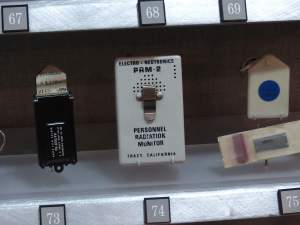 67
68
69
ELECTRO-NEUTRONICS
PRM-2
PERSONNEL
RADIATION
MONITOR
TRACY, CALIFORNIA
73
74
75